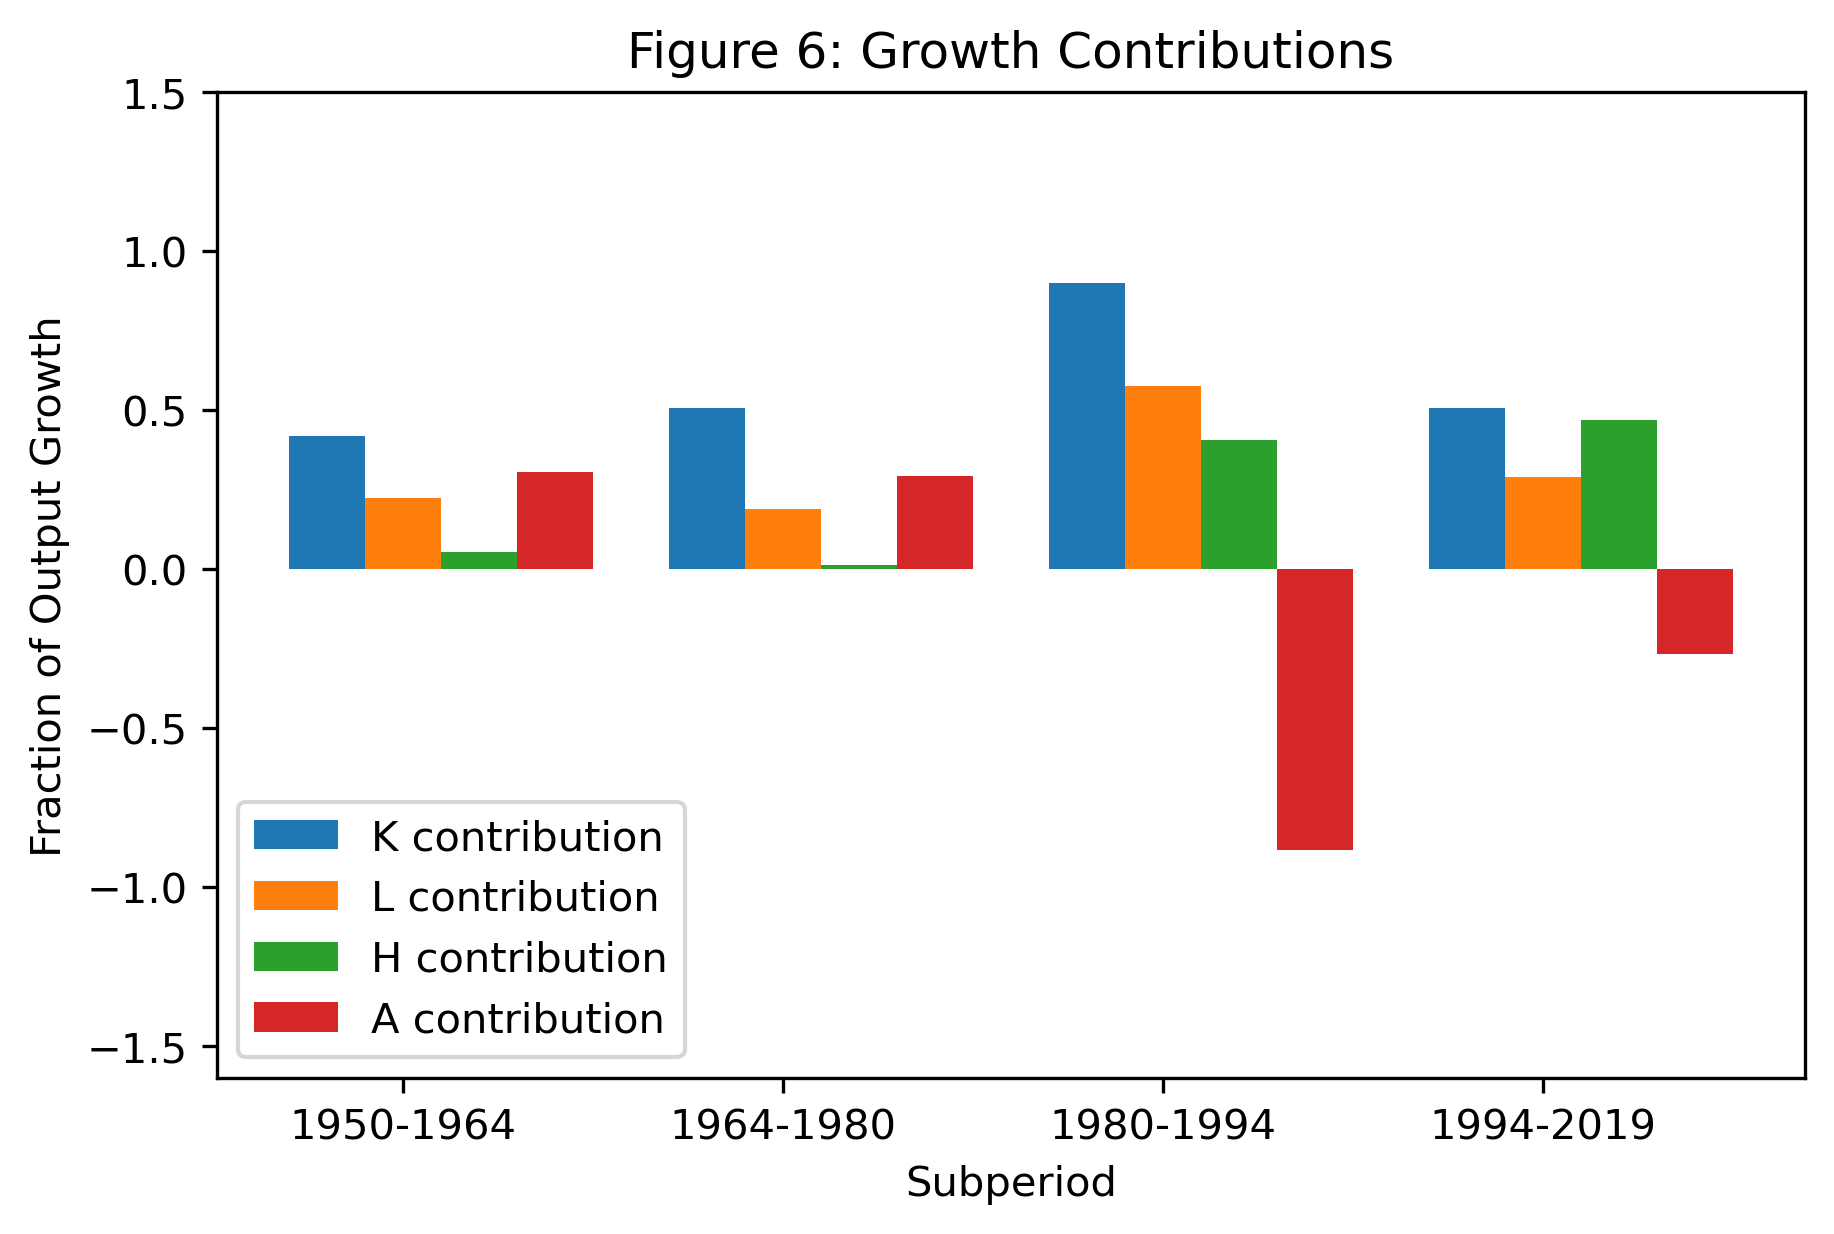 Figure 6: Growth Contributions
1.5
1.0
0.5
0.0
−0.5
−1.0
−1.5
Fraction of Output Growth
K contribution
L contribution
H contribution
A contribution
1950-1964
1964-1980
1980-1994
1994-2019
Subperiod